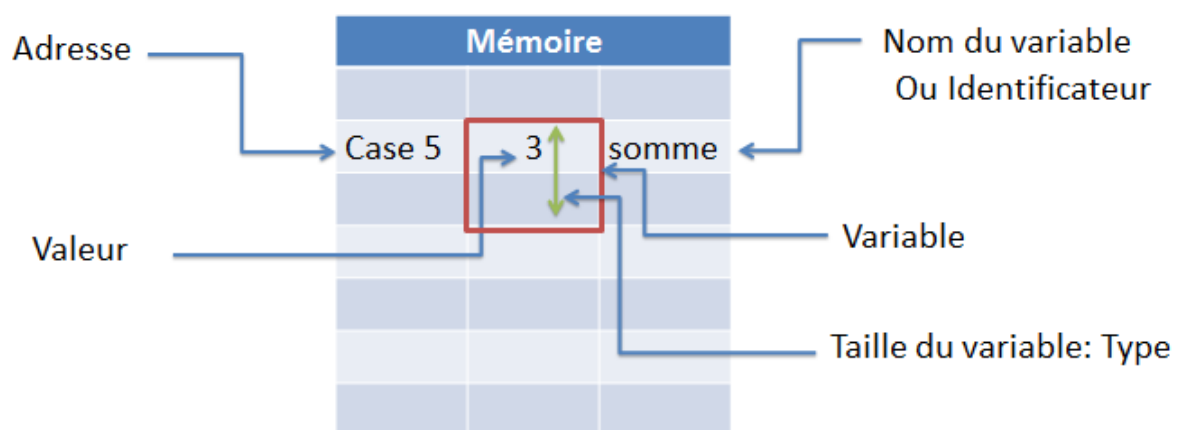 Adresse
Mémoire
Nom du variable
Ou Identificateur
Case 5 3 somme
Valeur
Variable
Taille du variable: Type